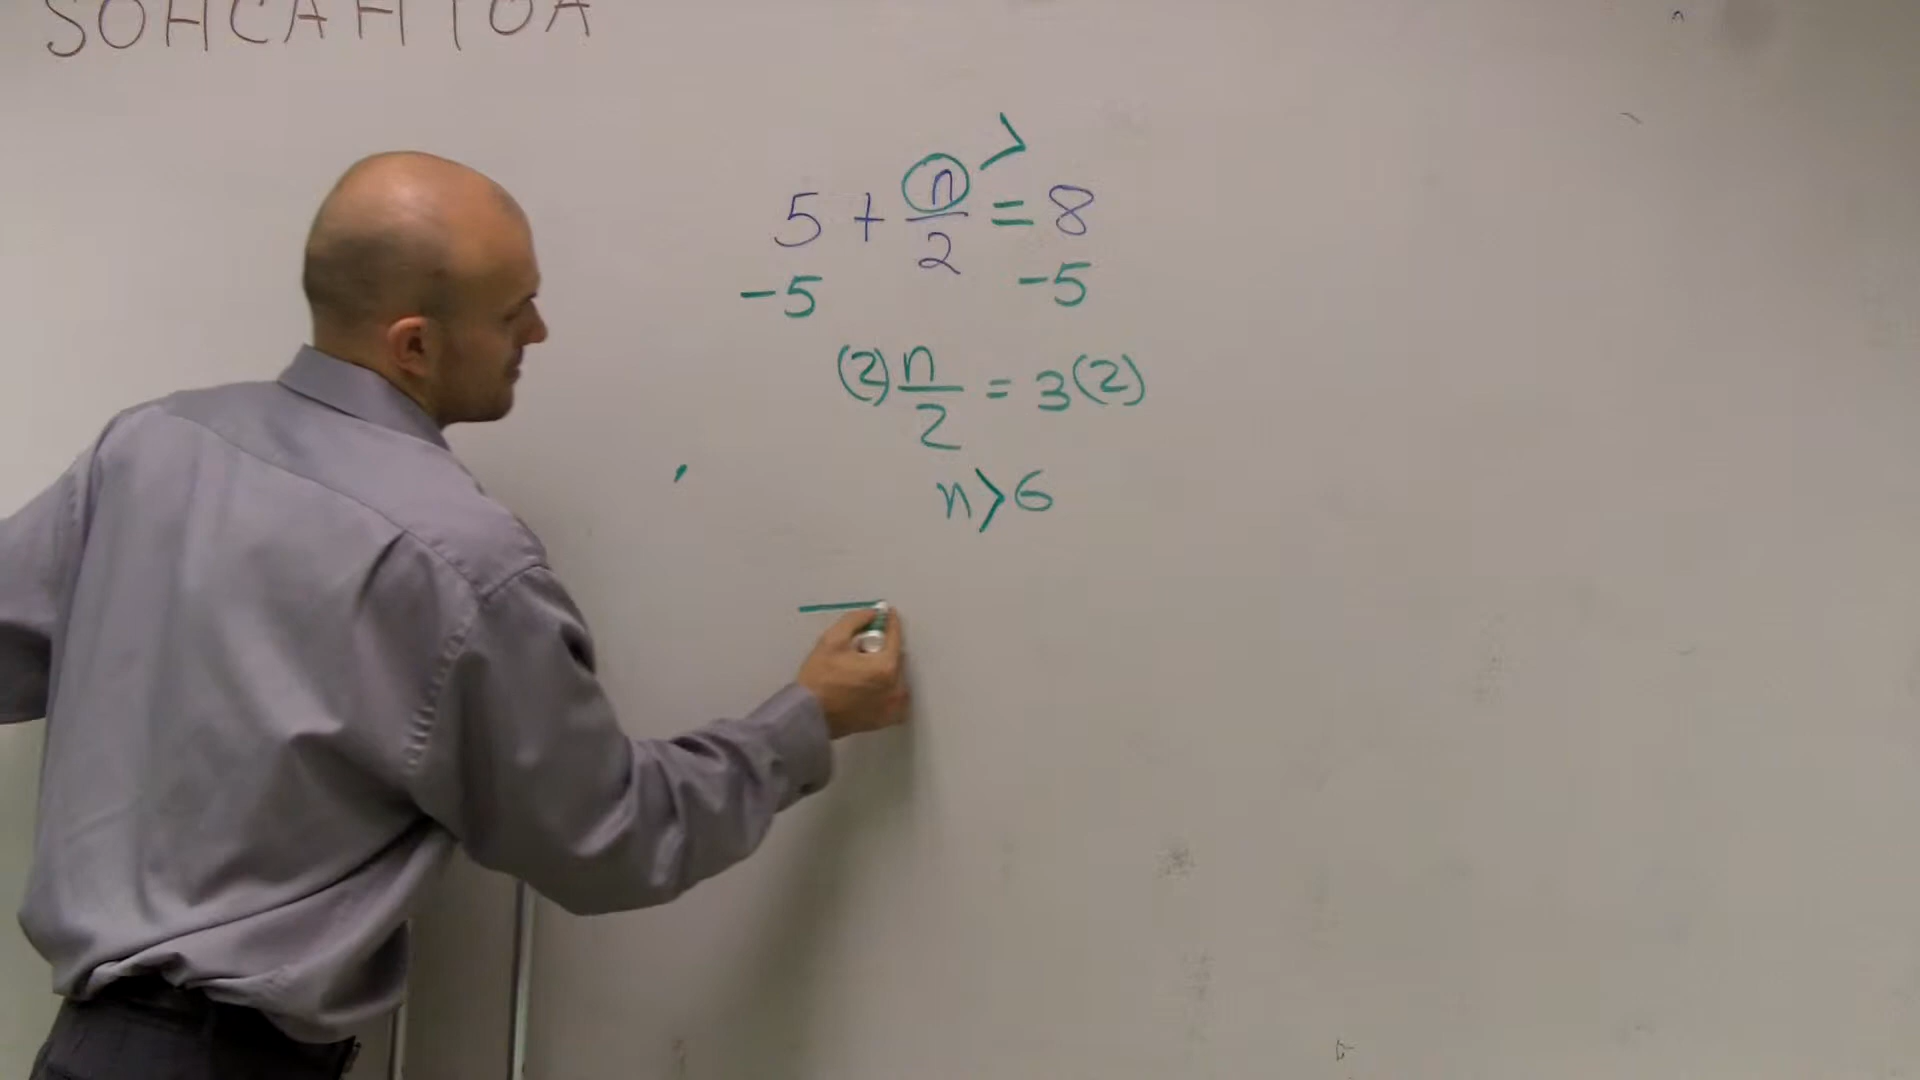 SOHCAHTOA
>
5 + n/2 = 8
-5 -5
(2) n/2 = 3(2)
n > 6